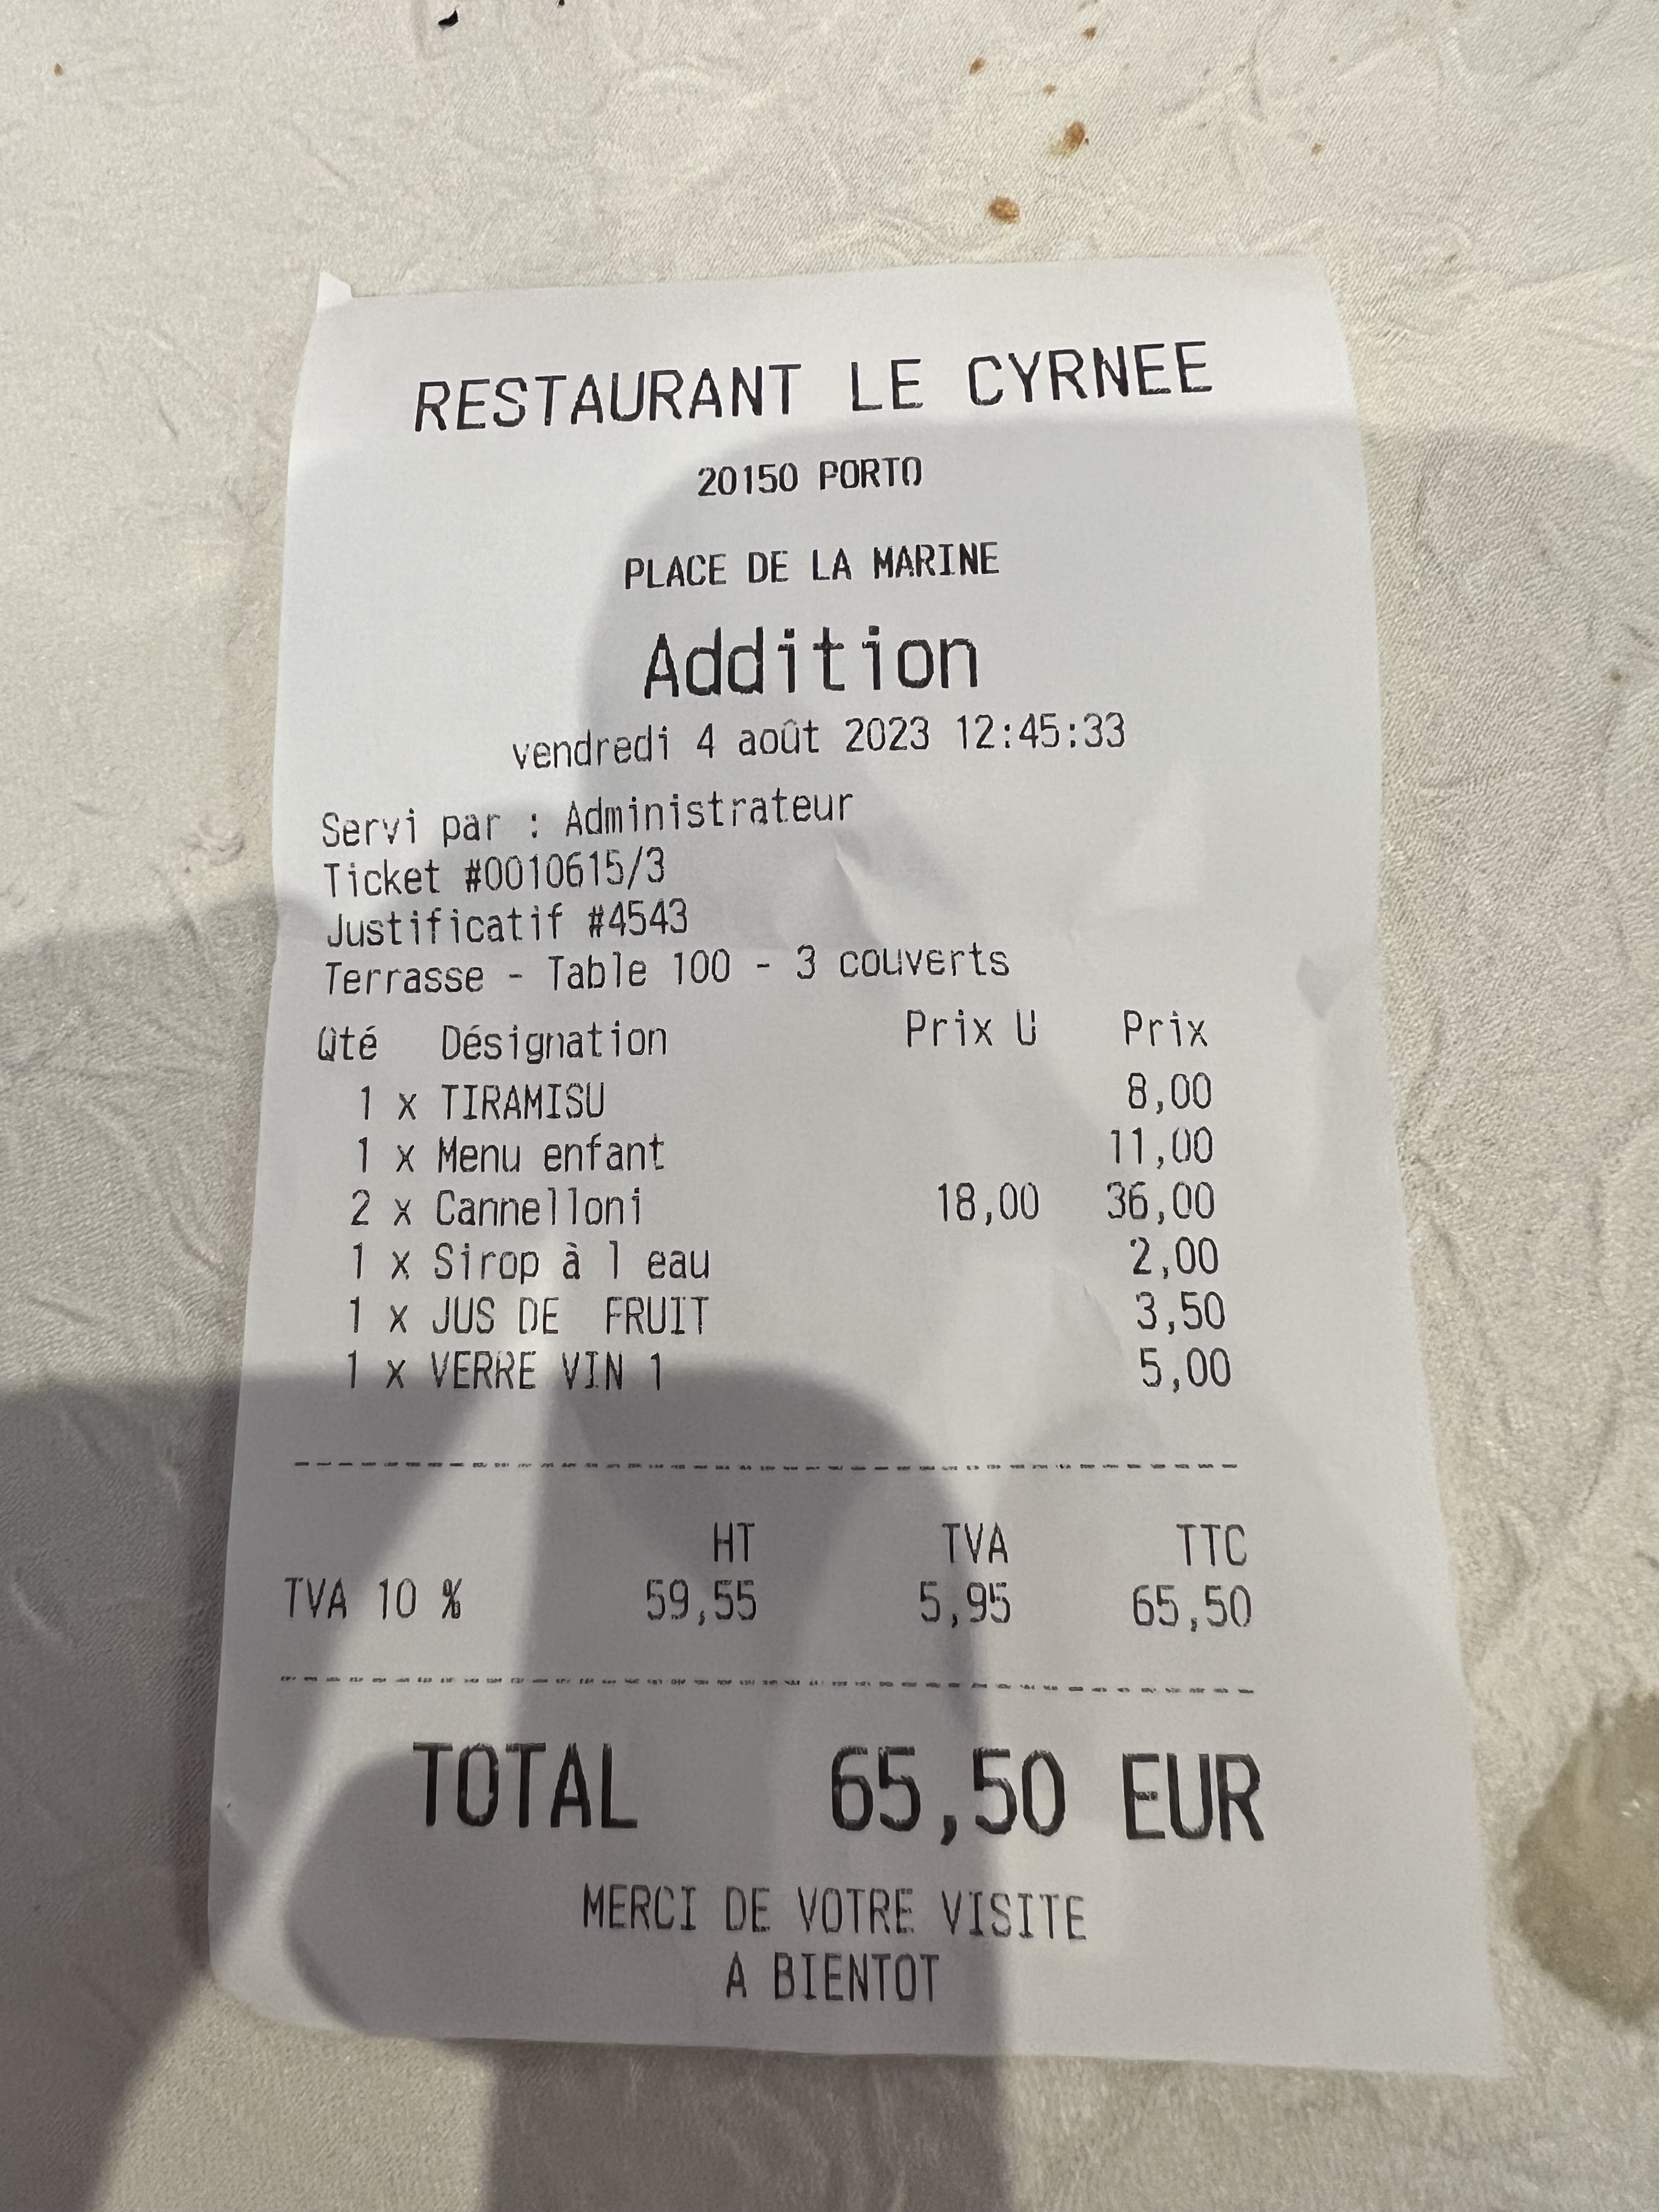 RESTAURANT LE CYRNEE
20150 PORTO
PLACE DE LA MARINE
Addition
vendredi 4 août 2023 12:45:33
Servi par : Administrateur
Ticket #0010615/3
Justificatif #4543
Terrasse - Table 100 - 3 couverts
Qté Désignation Prix U Prix
1 x TIRAMISU 8,00
1 x Menu enfant 11,00
2 x Cannelloni 18,00 36,00
1 x Sirop à l eau 2,00
1 x JUS DE FRUIT 3,50
1 x VERRE VIN 1 5,00
HT TVA TTC
TVA 10 % 59,55 5,95 65,50
TOTAL 65,50 EUR
MERCI DE VOTRE VISITE
A BIENTOT